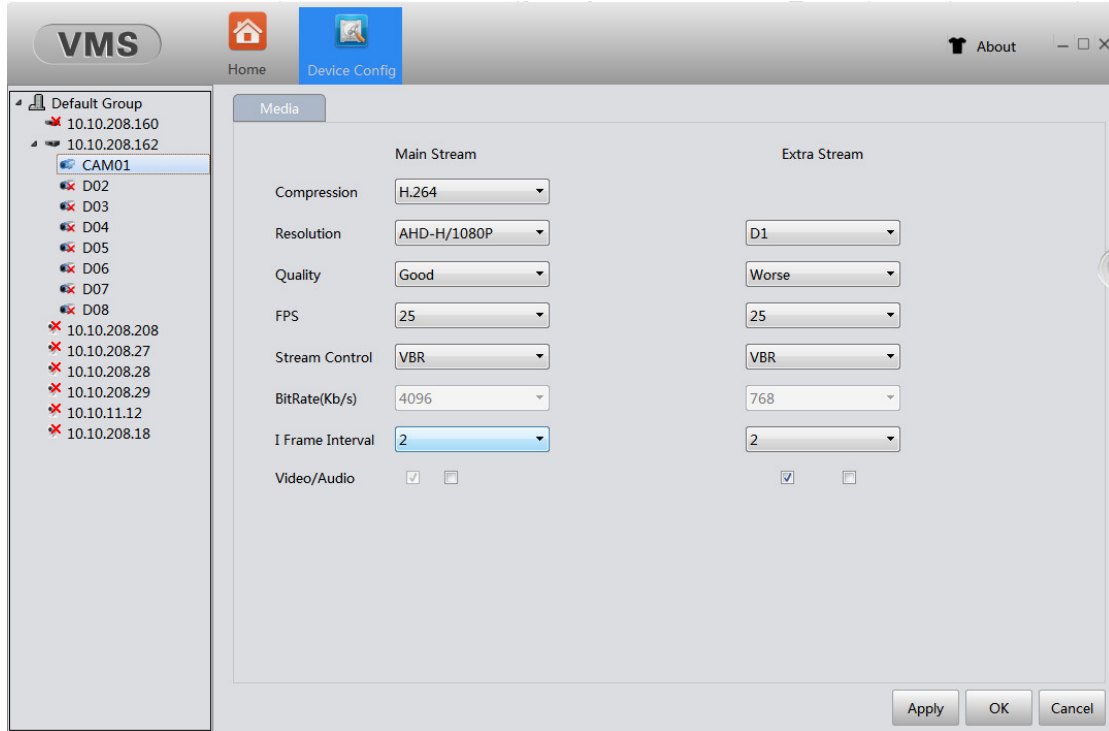 VMS
Home
Device Config
About
Default Group
10.10.208.160
10.10.208.162
CAM01
D02
D03
D04
D05
D06
D07
D08
10.10.208.208
10.10.208.27
10.10.208.28
10.10.208.29
10.10.11.12
10.10.208.18
Media
Main Stream Extra Stream
Compression H.264
Resolution AHD-H/1080P D1
Quality Good Worse
FPS 25 25
Stream Control VBR VBR
BitRate(Kb/s) 4096 768
I Frame Interval 2 2
Video/Audio
Apply OK Cancel